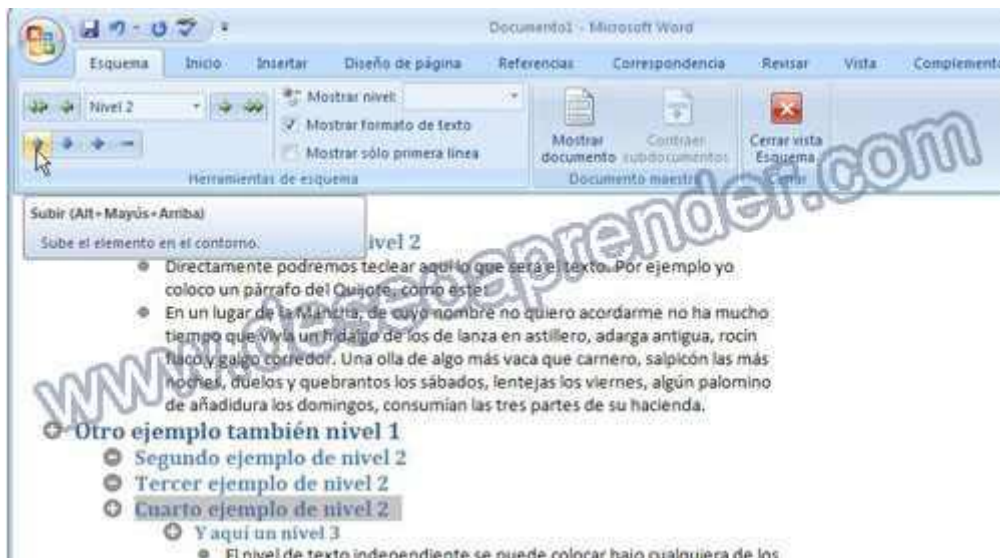 Documento1 - Microsoft Word
Esquema Inicio Insertar Diseño de página Referencias Correspondencia Revisar Vista Complemento
Nivel 2 Mostrar nivel:
Mostrar formato de texto
Mostrar sólo primera línea
Mostrar documento Contraer subdocumentos Cerrar vista Esquema
Herramientas de esquema Documento maestro Cerrar
Subir (Alt+Mayús+Arriba)
Sube el elemento en el contorno.
ivel 2
Directamente podremos teclear aquí lo que será el texto. Por ejemplo yo
coloco un párrafo del Quijote, como este:
En un lugar de la Mancha, de cuyo nombre no quiero acordarme no ha mucho
tiempo que vivía un hidalgo de los de lanza en astillero, adarga antigua, rocín
flaco y galgo corredor. Una olla de algo más vaca que carnero, salpicón las más
noches, duelos y quebrantos los sábados, lentejas los viernes, algún palomino
de añadidura los domingos, consumían las tres partes de su hacienda.
www.deseoaprender.com
Otro ejemplo también nivel 1
Segundo ejemplo de nivel 2
Tercer ejemplo de nivel 2
Cuarto ejemplo de nivel 2
Y aquí un nivel 3
El nivel de texto independiente se puede colocar bajo cualquiera de los